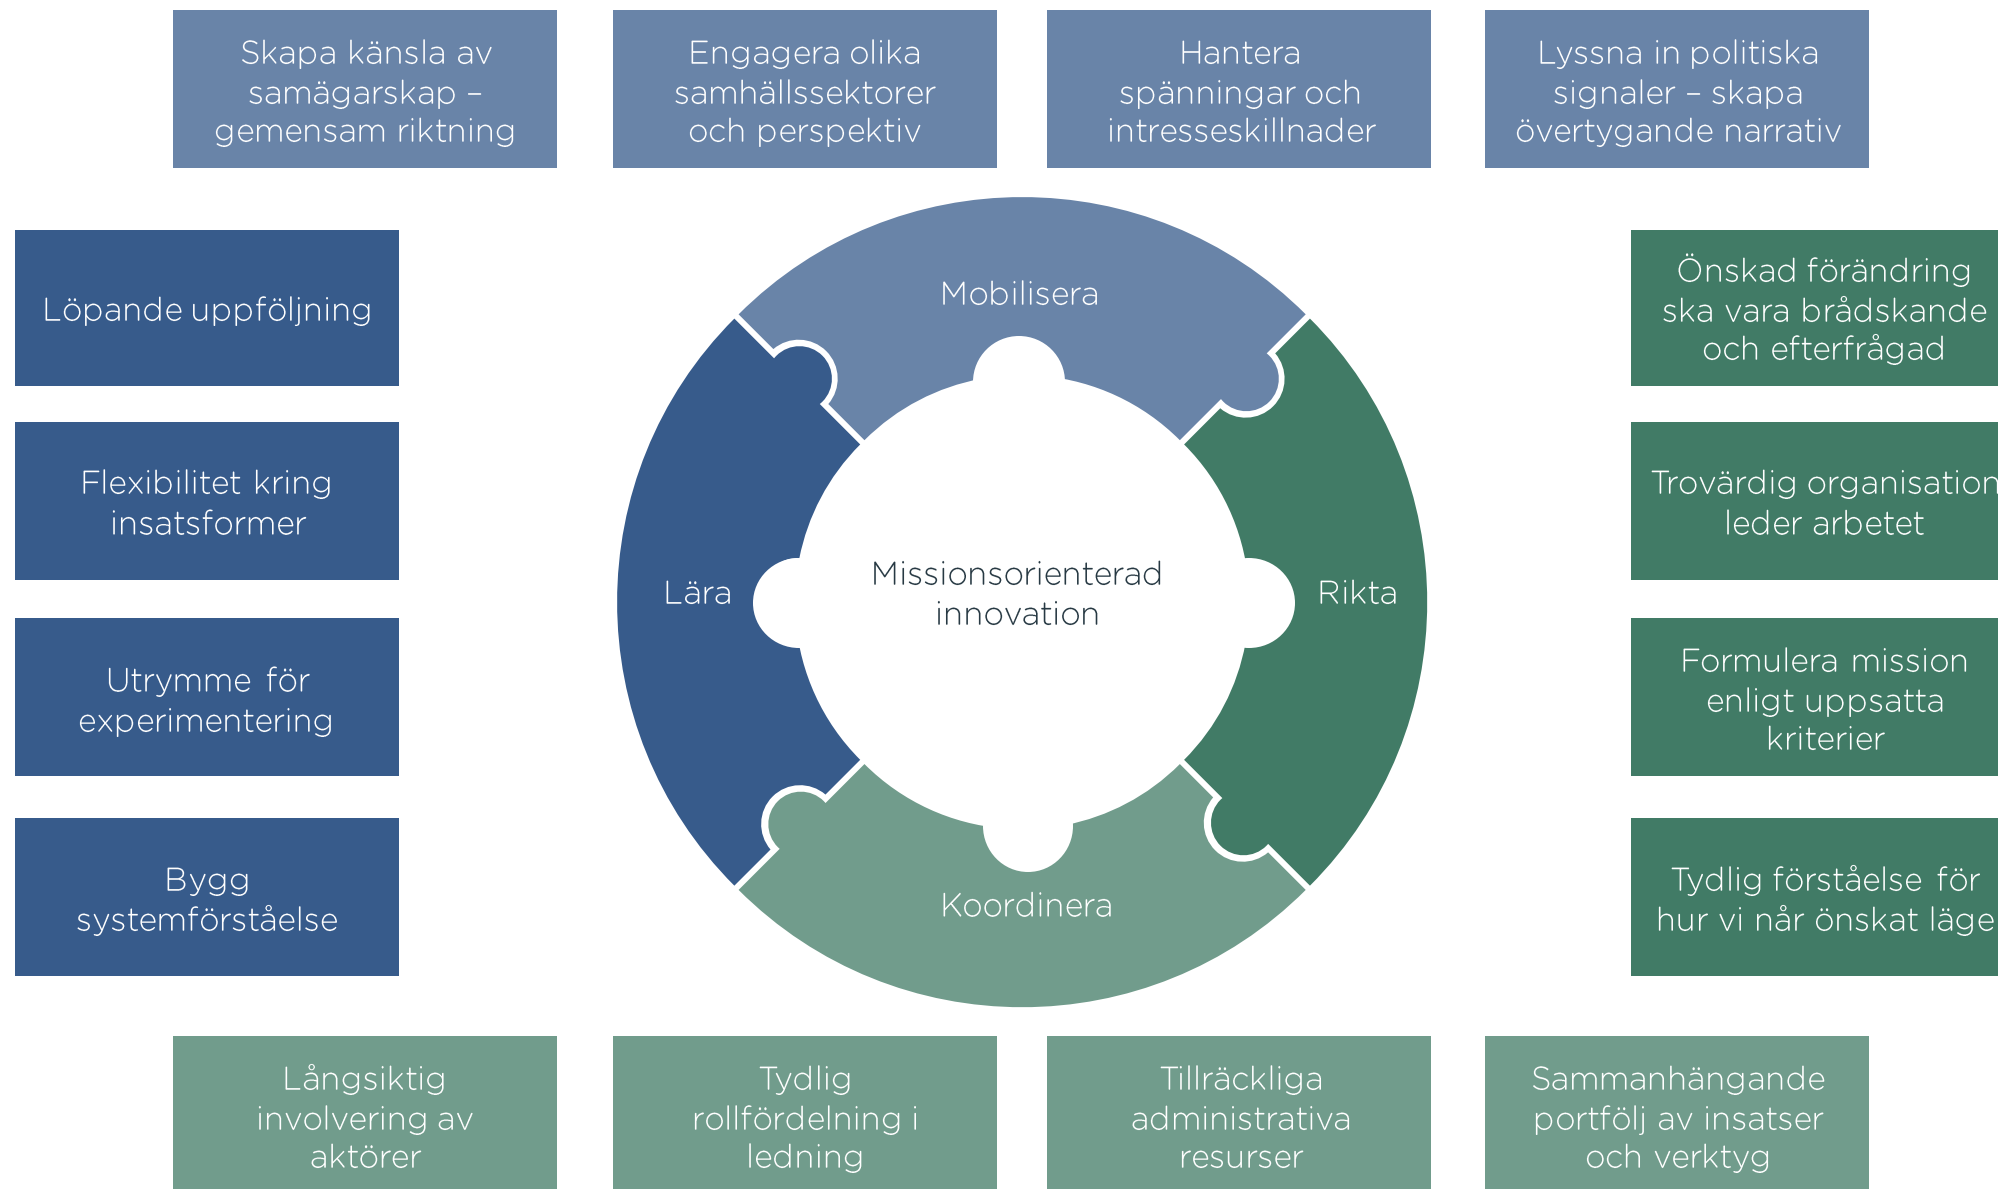 Skapa känsla av
samägarskap –
gemensam riktning
Engagera olika
samhällssektorer
och perspektiv
Hantera
spänningar och
intresseskillnader
Lyssna in politiska
signaler – skapa
övertygande narrativ
Löpande uppföljning
Flexibilitet kring
insatsformer
Utrymme för
experimentering
Bygg
systemförståelse
Mobilisera
Lära
Missionsorienterad
innovation
Rikta
Koordinera
Önskad förändring
ska vara brådskande
och efterfrågad
Trovärdig organisation
leder arbetet
Formulera mission
enligt uppsatta
kriterier
Tydlig förståelse för
hur vi når önskat läge
Långsiktig
involvering av
aktörer
Tydlig
rollfördelning i
ledning
Tillräckliga
administrativa
resurser
Sammanhängande
portfölj av insatser
och verktyg